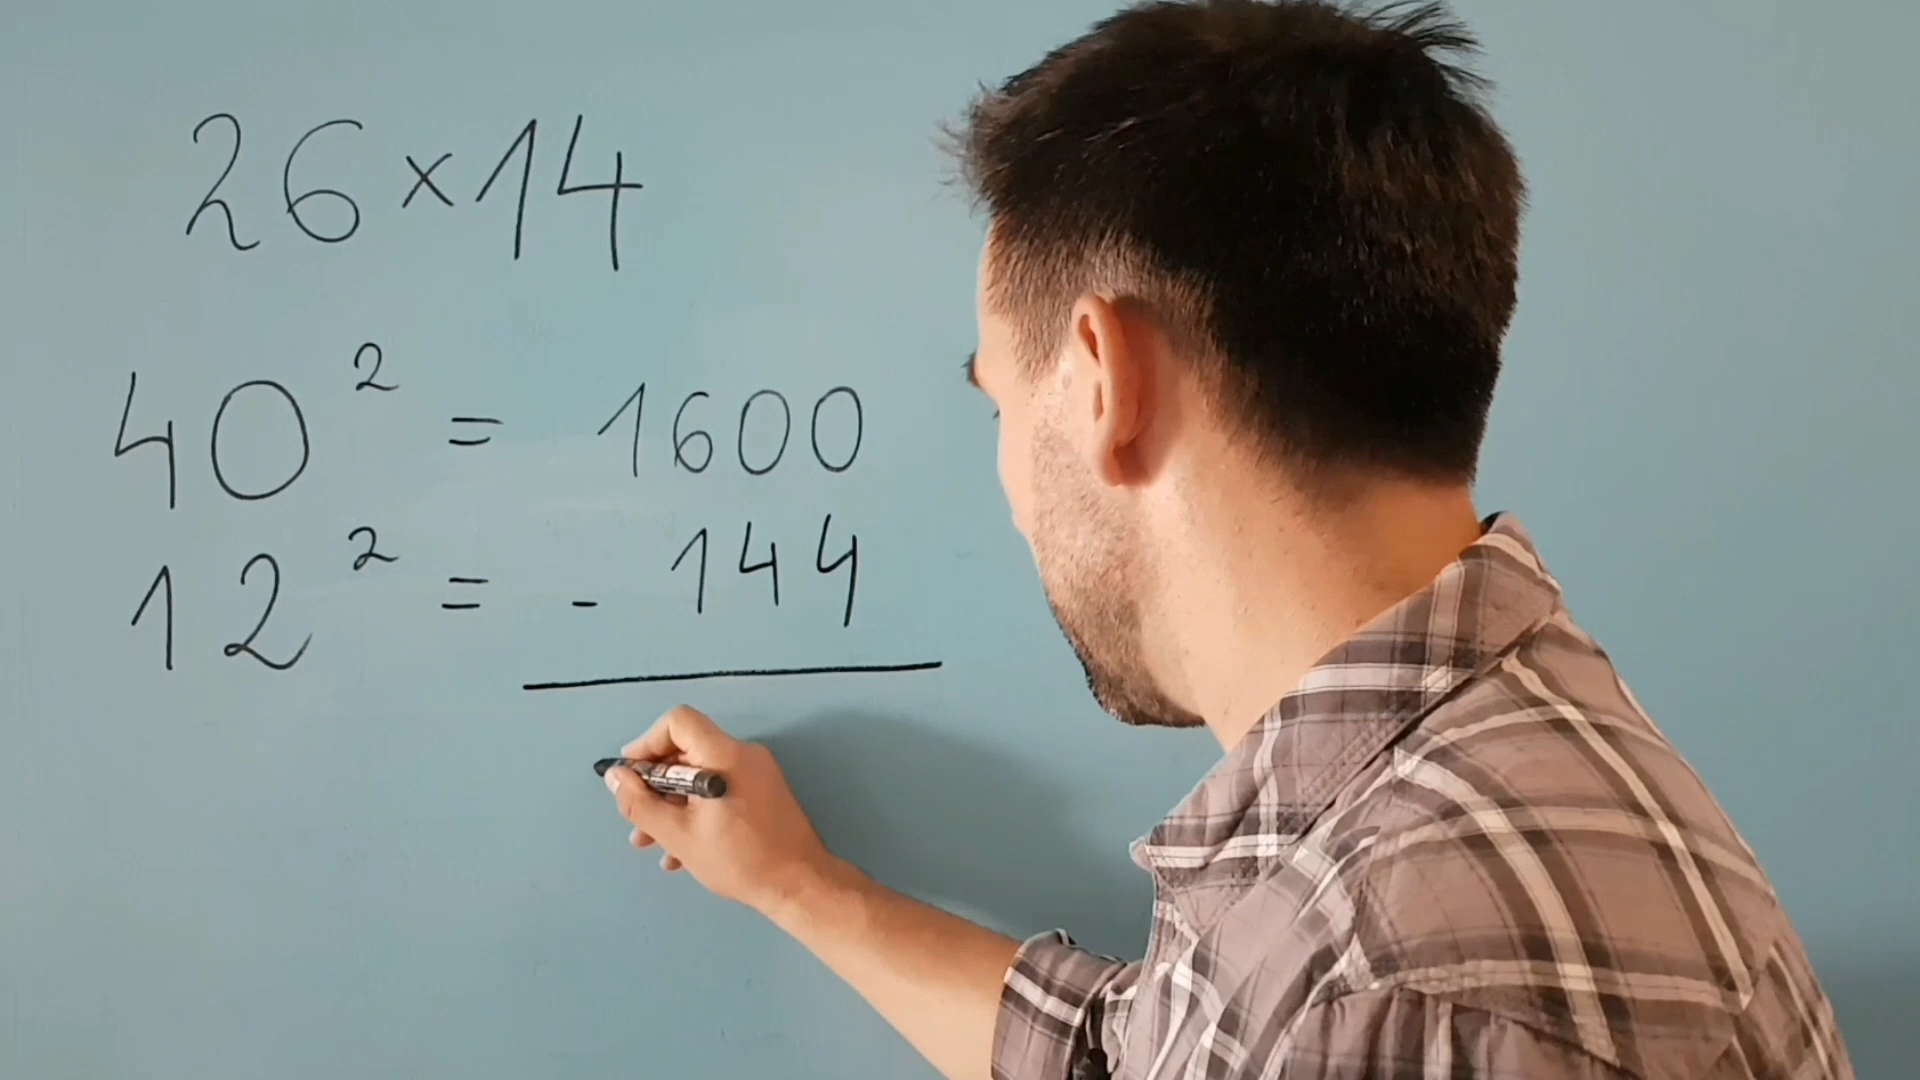 26×14
40² = 1600
12² = - 144